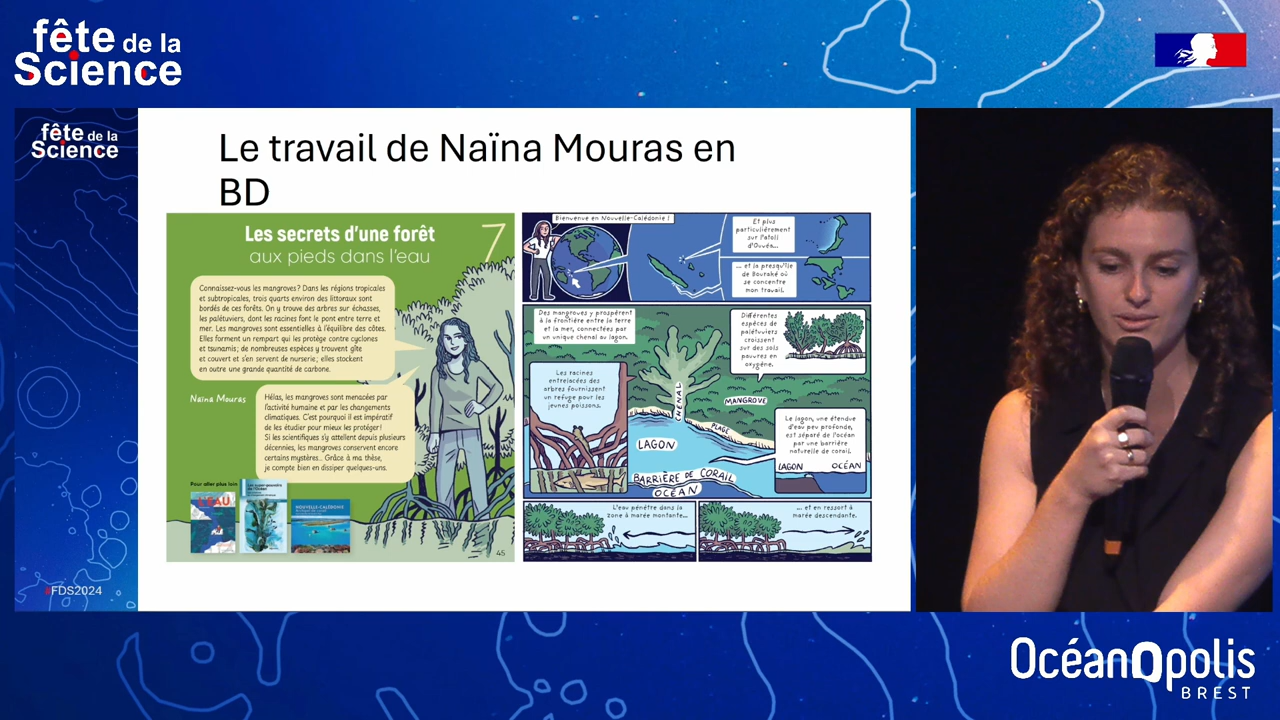 fête de la
Science
fête de la
Science
Le travail de Naïna Mouras en
BD
Les secrets d'une forêt
aux pieds dans l'eau
7
Connaissez-vous les mangroves? Dans les régions tropicales
et subtropicales, trois quarts environ des littoraux sont
bordés de ces forêts. On y trouve des arbres sur échasses,
les palétuviers, dont les racines font le pont entre terre et
mer. Les mangroves sont essentielles à l'équilibre des côtes.
Elles forment un rempart qui les protège contre cyclones
et tsunamis; de nombreuses espèces y trouvent gîte
et couvert et s'en servent de nurserie; elles stockent
en outre une grande quantité de carbone.
Naïna Mouras
Hélas, les mangroves sont menacées par
l'activité humaine et par les changements
climatiques. C'est pourquoi il est impératif
de les étudier pour mieux les protéger!
Si les scientifiques s'y attellent depuis plusieurs
décennies, les mangroves conservent encore
certains mystères... Grâce à ma thèse,
je compte bien en dissiper quelques-uns.
Pour aller plus loin
L'EAU
NOUVELLE-CALÉDONIE
45
Bienvenue en Nouvelle-Calédonie !
Et plus
particulièrement
sur l'atoll
d'Ouvéa...
... et la presqu'île
de Bouraké où
se concentre
mon travail.
Des mangroves y prospèrent
à la frontière entre la terre
et la mer, connectées par
un unique chenal au lagon.
Différentes
espèces de
palétuviers
croissent
sur des sols
pauvres en
oxygène.
Les racines
entrelacées des
arbres fournissent
un refuge pour les
jeunes poissons.
CHENAL
MANGROVE
PLAGE
LAGON
BARRIÈRE DE CORAIL
OCÉAN
Le lagon, une étendue
d'eau peu profonde,
est séparé de l'océan
par une barrière
naturelle de corail.
LAGON OCÉAN
L'eau pénètre dans la
zone à marée montante...
... et en ressort à
marée descendante.
#FDS2024
OcéanOpolis
BREST